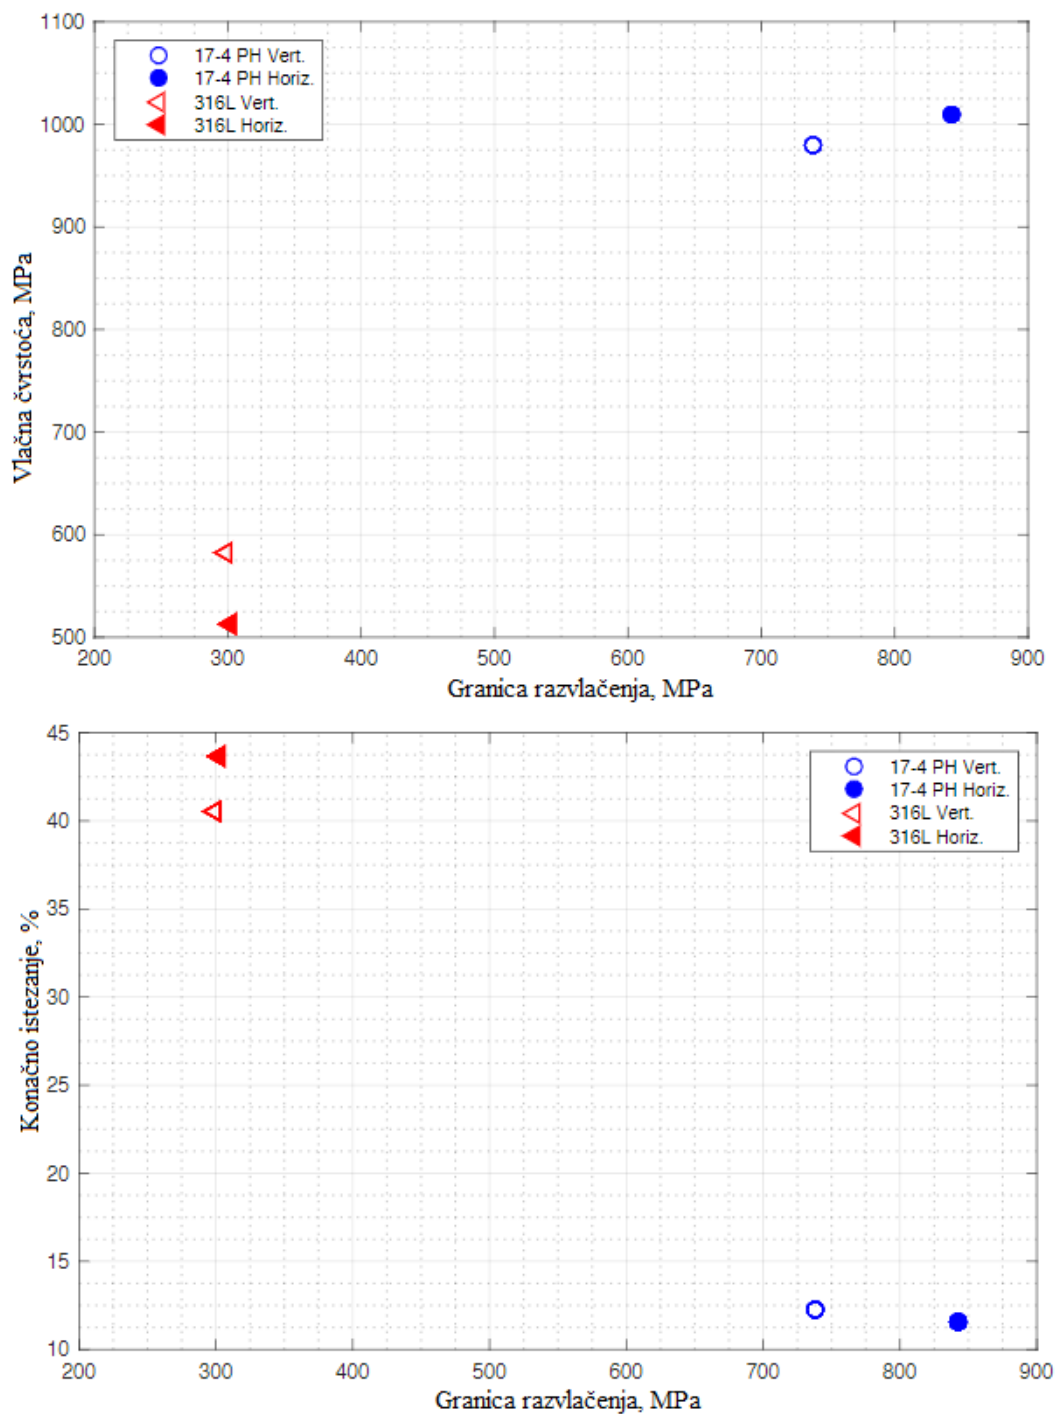 1100
17-4 PH Vert.
17-4 PH Horiz.
316L Vert.
316L Horiz.
1000
900
800
700
600
500
Vlačna čvrstoća, MPa
200 300 400 500 600 700 800 900
Granica razvlačenja, MPa
45
17-4 PH Vert.
17-4 PH Horiz.
316L Vert.
316L Horiz.
40
35
30
25
20
15
10
Konačno istezanje, %
200 300 400 500 600 700 800 900
Granica razvlačenja, MPa